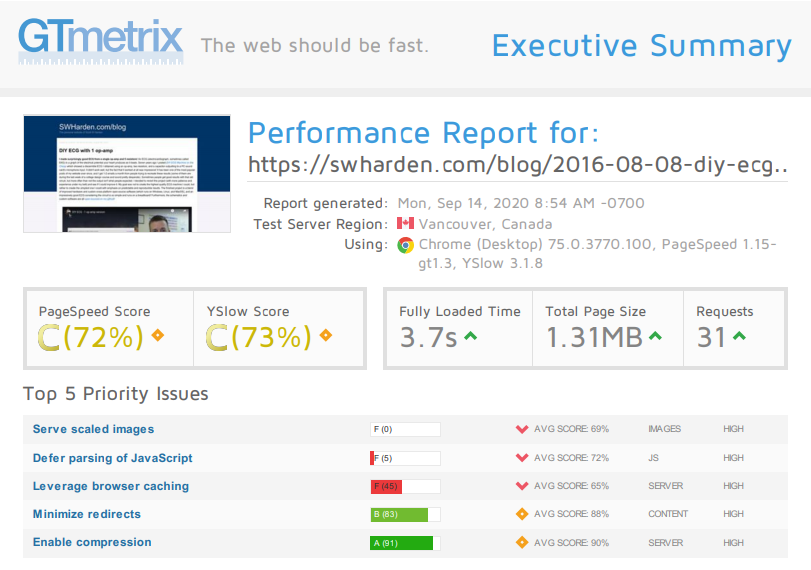 GTmetrix The web should be fast. Executive Summary
SWHarden.com/blog
DIY ECG with 1 op-amp
Performance Report for:
https://swharden.com/blog/2016-08-08-diy-ecg..
Report generated: Mon, Sep 14, 2020 8:54 AM -0700
Test Server Region: Vancouver, Canada
Using: Chrome (Desktop) 75.0.3770.100, PageSpeed 1.15-
gt1.3, YSlow 3.1.8
PageSpeed Score YSlow Score Fully Loaded Time Total Page Size Requests
C(72%) C(73%) 3.7s 1.31MB 31
Top 5 Priority Issues
Serve scaled images F (0) AVG SCORE: 69% IMAGES HIGH
Defer parsing of JavaScript F (5) AVG SCORE: 72% JS HIGH
Leverage browser caching F (45) AVG SCORE: 65% SERVER HIGH
Minimize redirects B (83) AVG SCORE: 88% CONTENT HIGH
Enable compression A (91) AVG SCORE: 90% SERVER HIGH